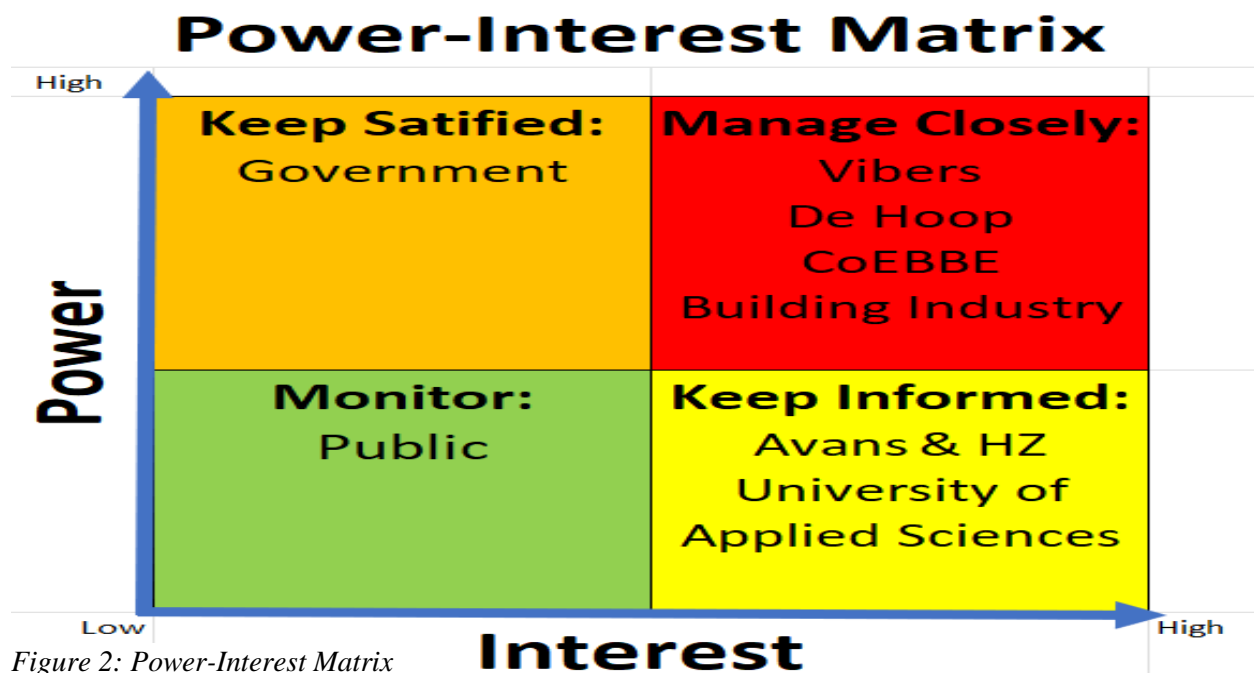 Power-Interest Matrix
High
Keep Satified:
Government
Manage Closely:
Vibers
De Hoop
CoEBBE
Building Industry
Power
Monitor:
Public
Keep Informed:
Avans & HZ
University of
Applied Sciences
Low
High
Interest
Figure 2: Power-Interest Matrix